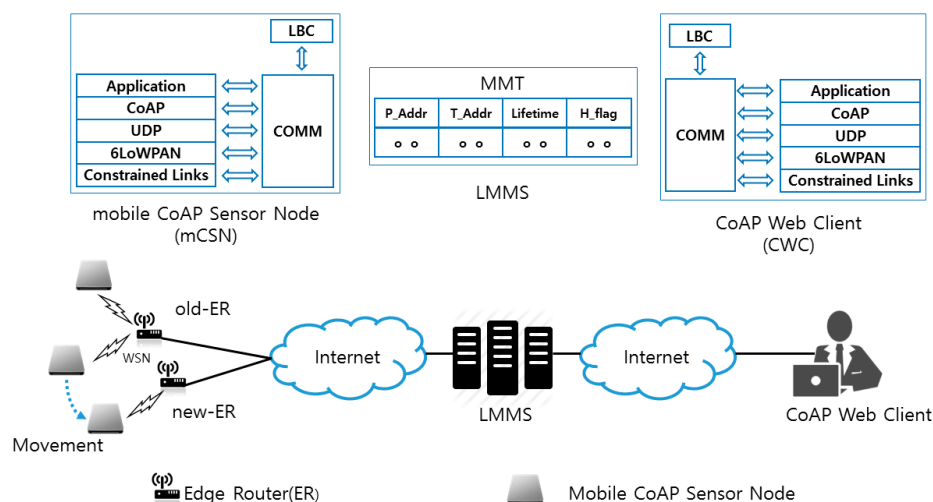 LBC
Application
CoAP
UDP
6LoWPAN
Constrained Links
COMM
mobile CoAP Sensor Node
(mCSN)
MMT
P_Addr T_Addr Lifetime H_flag
o o o o o o o o
LMMS
LBC
COMM
Application
CoAP
UDP
6LoWPAN
Constrained Links
CoAP Web Client
(CWC)
old-ER
WSN
new-ER
Movement
Internet
LMMS
Internet
CoAP Web Client
Edge Router(ER)
Mobile CoAP Sensor Node